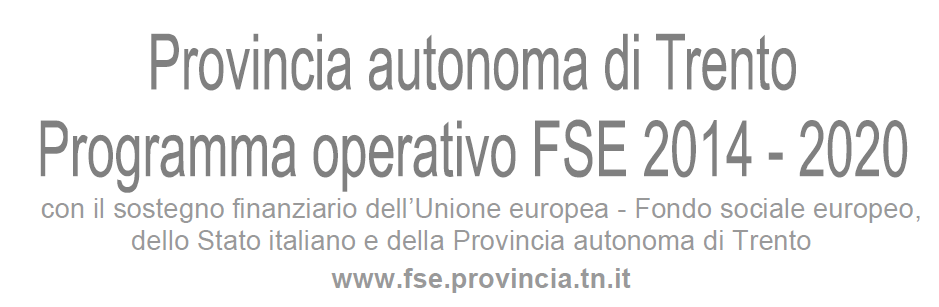 Provincia autonoma di Trento
Programma operativo FSE 2014 - 2020
con il sostegno finanziario dell’Unione europea - Fondo sociale europeo,
dello Stato italiano e della Provincia autonoma di Trento
www.fse.provincia.tn.it